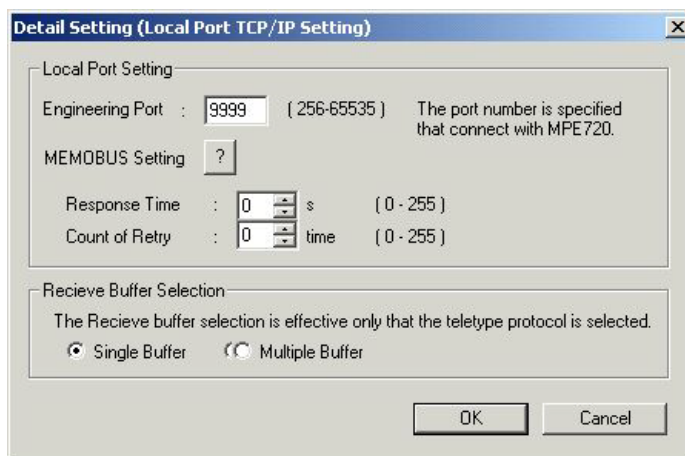 Detail Setting (Local Port TCP/IP Setting)
Local Port Setting
Engineering Port : 9999 ( 256-65535 ) The port number is specified
that connect with MPE720.
MEMOBUS Setting ?
Response Time : 0 s ( 0 - 255 )
Count of Retry : 0 time ( 0 - 255 )
Recieve Buffer Selection
The Recieve buffer selection is effective only that the teletype protocol is selected.
Single Buffer Multiple Buffer
OK Cancel